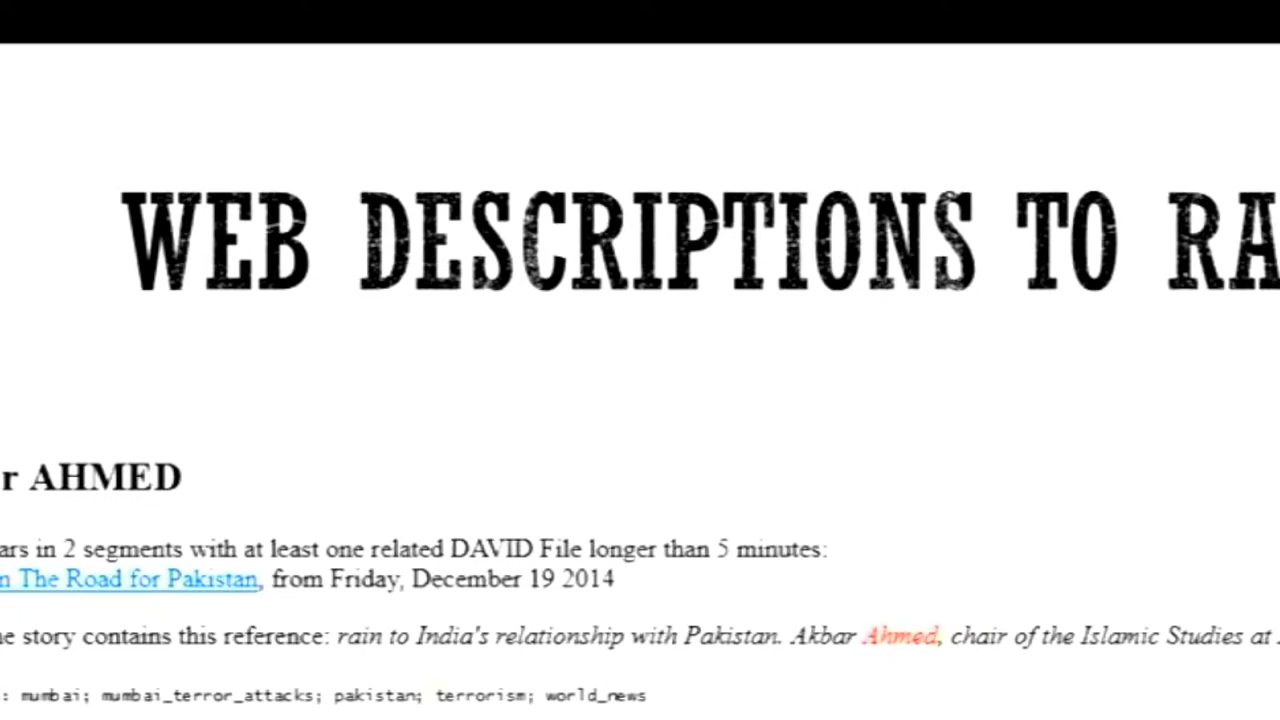 WEB DESCRIPTIONS TO RA
r AHMED
ars in 2 segments with at least one related DAVID File longer than 5 minutes:
n The Road for Pakistan, from Friday, December 19 2014
he story contains this reference: rain to India's relationship with Pakistan. Akbar Ahmed, chair of the Islamic Studies at
: mumbai; mumbai_terror_attacks; pakistan; terrorism; world_news